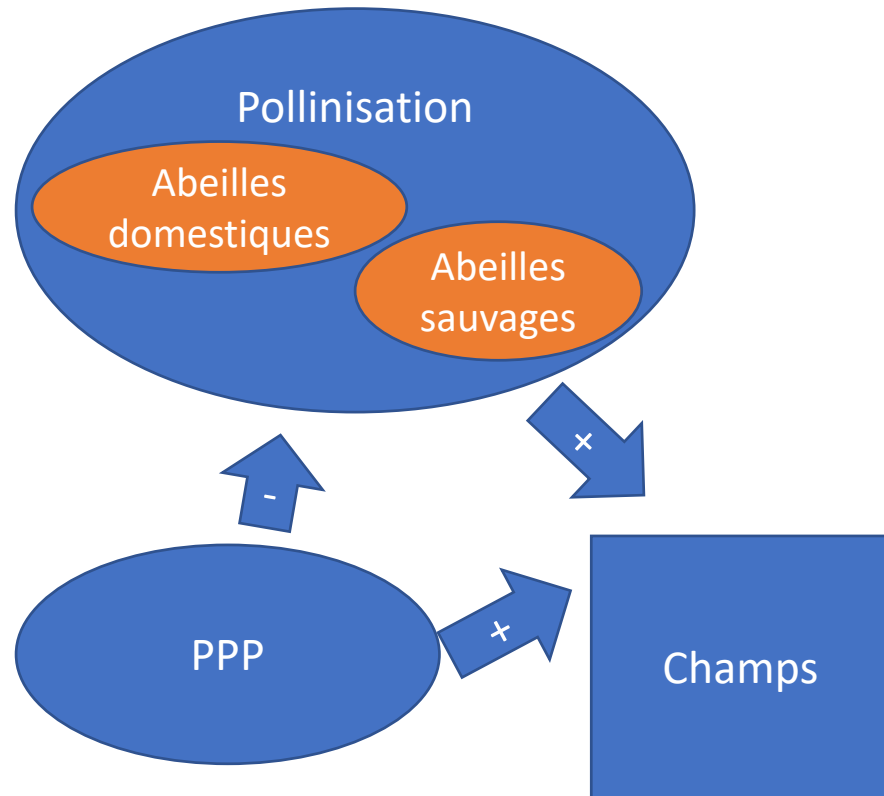 Pollinisation
Abeilles
domestiques
Abeilles
sauvages
+
-
PPP
+
Champs